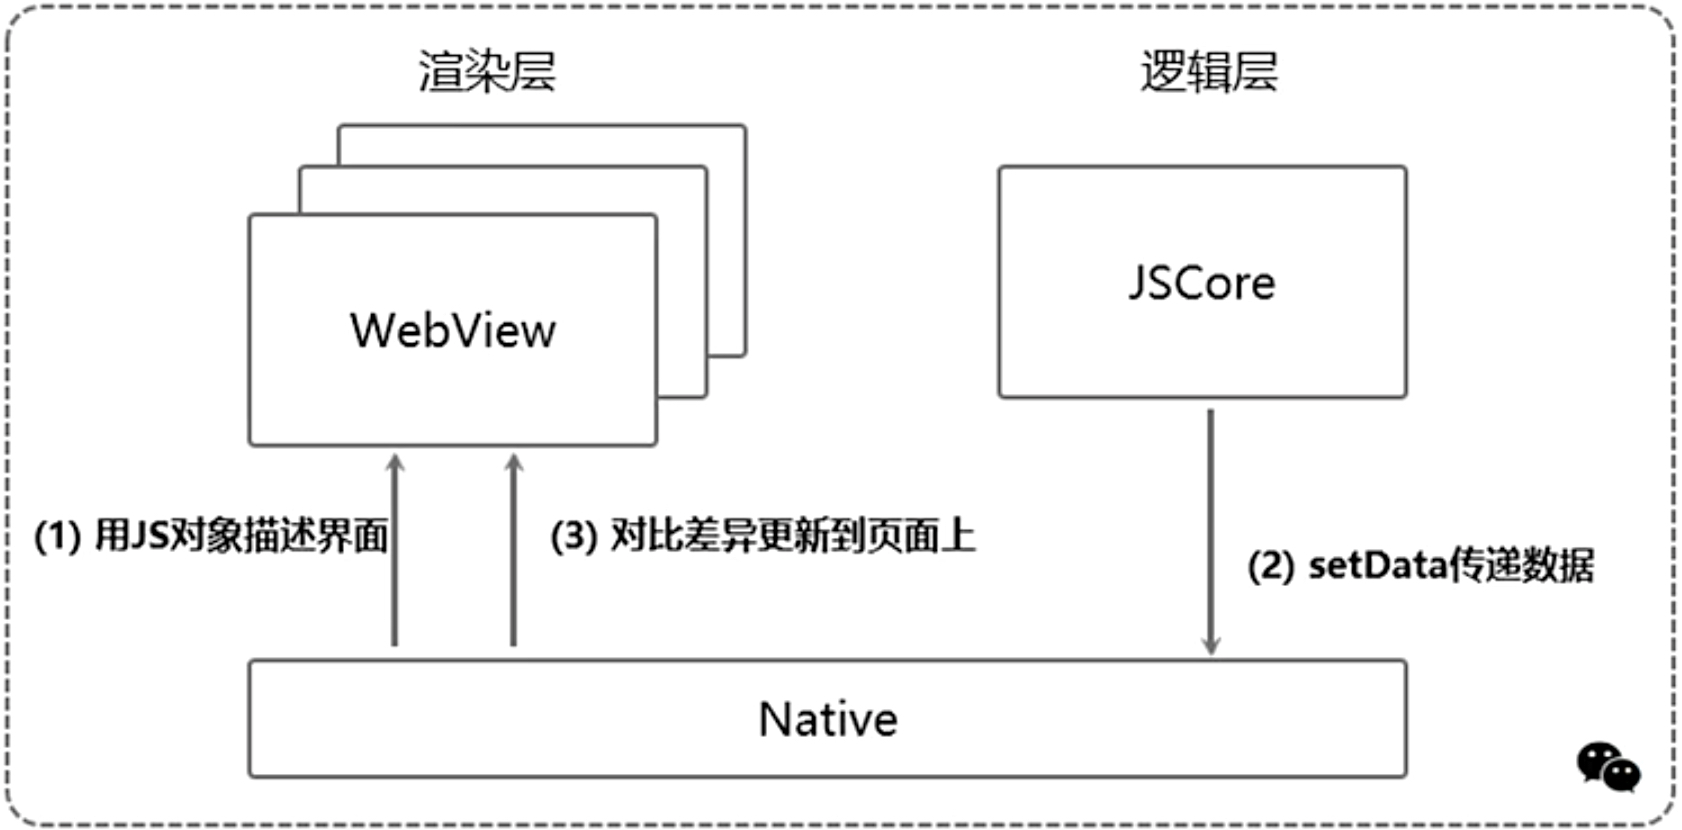 渲染层
逻辑层
WebView
JSCore
(1) 用JS对象描述界面
(3) 对比差异更新到页面上
(2) setData传递数据
Native